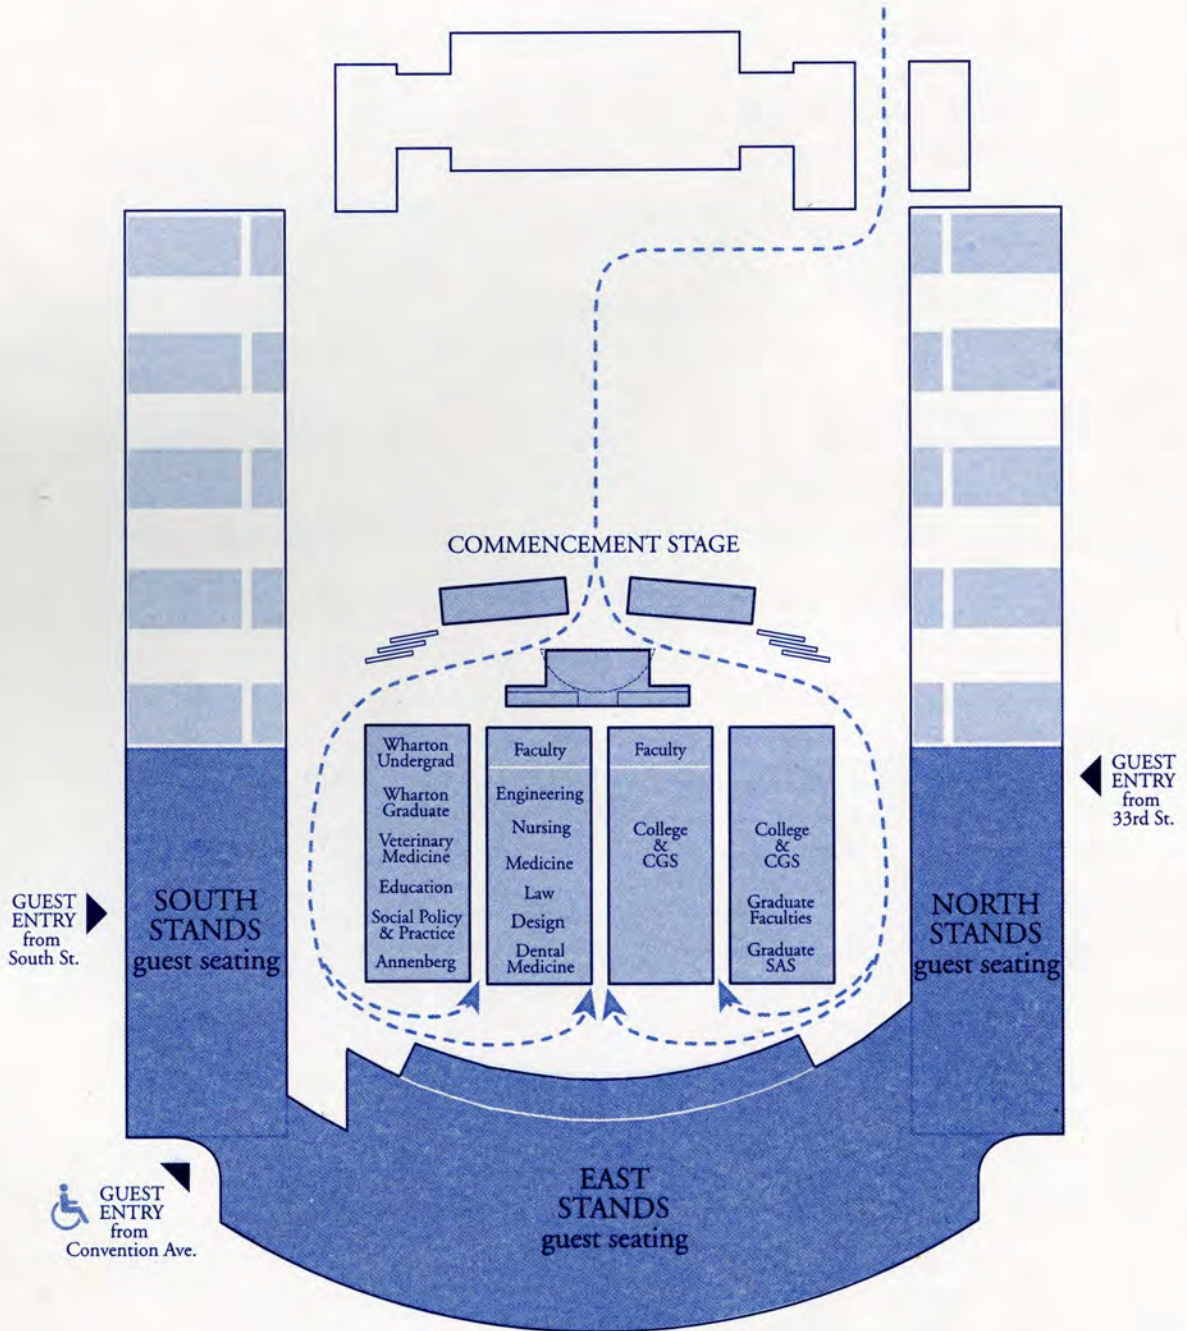 COMMENCEMENT STAGE
Wharton
Undergrad
Wharton
Graduate
Veterinary
Medicine
Education
Social Policy
& Practice
Annenberg
Faculty
Engineering
Nursing
Medicine
Law
Design
Dental
Medicine
Faculty
College
&
CGS
College
&
CGS
Graduate
Faculties
Graduate
SAS
GUEST
ENTRY
from
33rd St.
GUEST
ENTRY
from
South St.
SOUTH
STANDS
guest seating
NORTH
STANDS
guest seating
GUEST
ENTRY
from
Convention Ave.
EAST
STANDS
guest seating